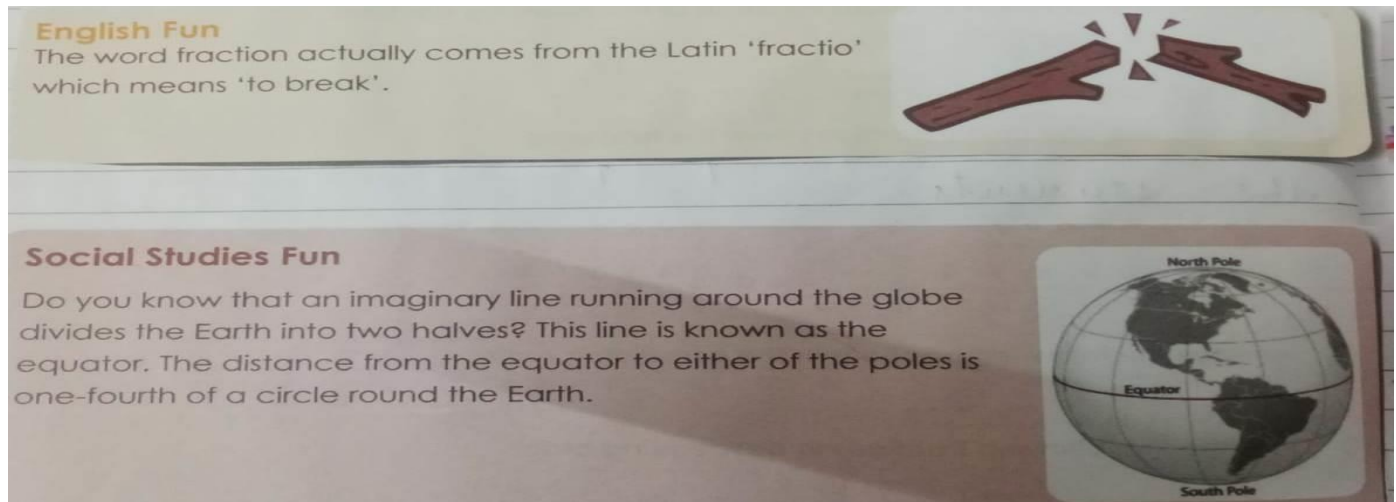 English Fun
The word fraction actually comes from the Latin ‘fractio’
which means ‘to break’.
Social Studies Fun
Do you know that an imaginary line running around the globe
divides the Earth into two halves? This line is known as the
equator. The distance from the equator to either of the poles is
one-fourth of a circle round the Earth.
North Pole
Equator
South Pole